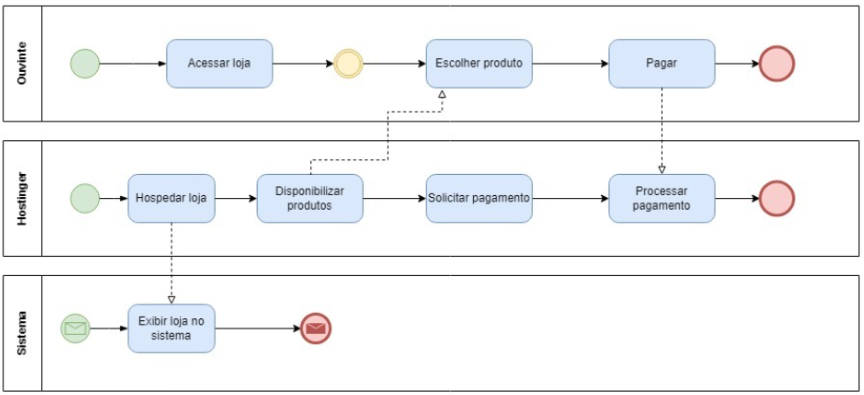 Ouvinte
Acessar loja
Escolher produto
Pagar
Hostinger
Hospedar loja
Disponibilizar
produtos
Solicitar pagamento
Processar
pagamento
Sistema
Exibir loja no
sistema